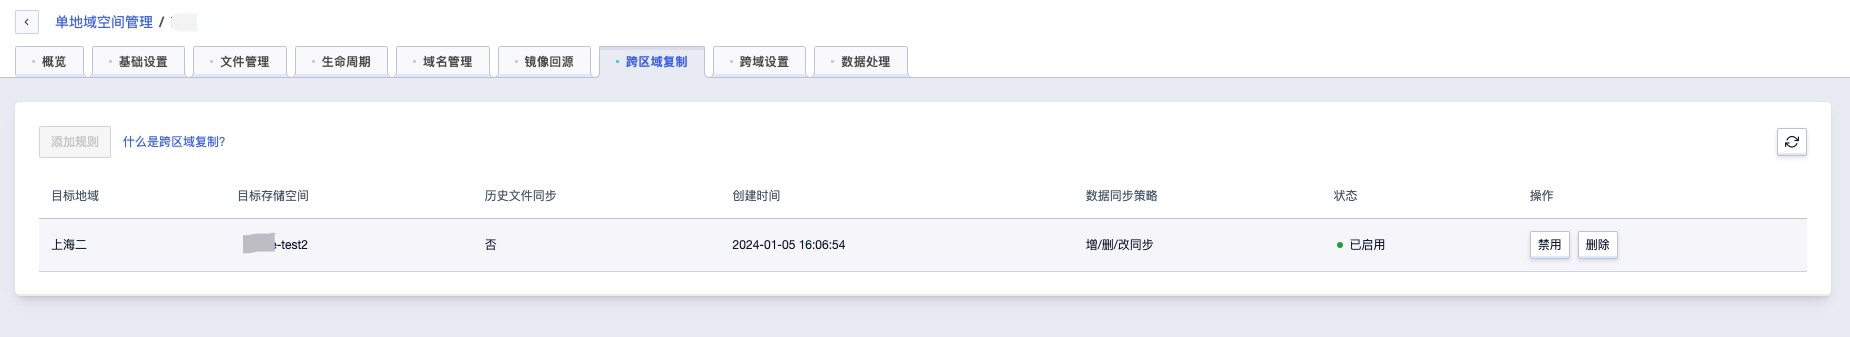 单地域空间管理 /
概览 基础设置 文件管理 生命周期 域名管理 镜像回源 跨区域复制 跨域设置 数据处理
添加规则 什么是跨区域复制?
目标地域 目标存储空间 历史文件同步 创建时间 数据同步策略 状态 操作
上海二 e-test2 否 2024-01-05 16:06:54 增/删/改同步 已启用 禁用 删除